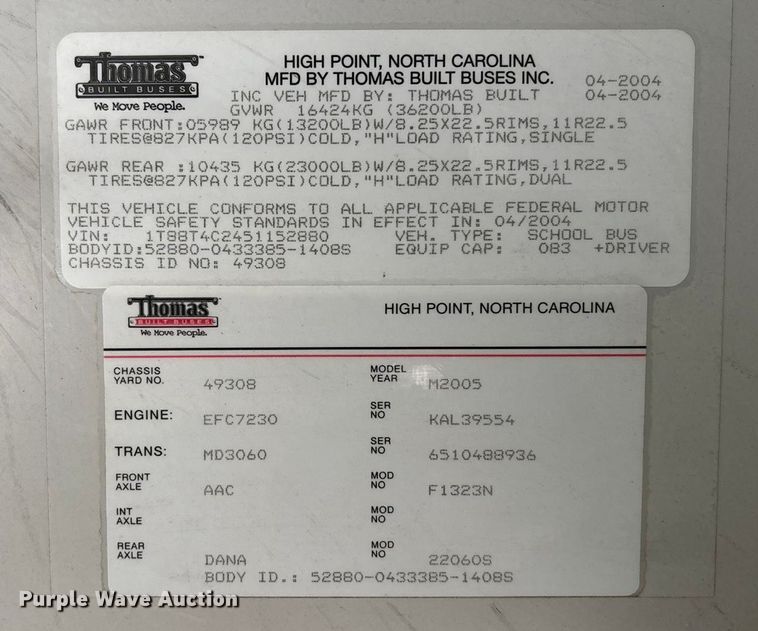 Thomas
BUILT BUSES
We Move People.
HIGH POINT, NORTH CAROLINA
MFD BY THOMAS BUILT BUSES INC. 04-2004
INC VEH MFD BY: THOMAS BUILT 04-2004
GVWR 16424KG (36200LB)
GAWR FRONT:05989 KG(13200LB)W/8.25X22.5RIMS,11R22.5
TIRES@827KPA(120PSI)COLD,"H"LOAD RATING,SINGLE
GAWR REAR :10435 KG(23000LB)W/8.25X22.5RIMS,11R22.5
TIRES@827KPA(120PSI)COLD,"H"LOAD RATING,DUAL
THIS VEHICLE CONFORMS TO ALL APPLICABLE FEDERAL MOTOR
VEHICLE SAFETY STANDARDS IN EFFECT IN: 04/2004
VIN: 1T88T4C2451152880 VEH. TYPE: SCHOOL BUS
BODYID:52880-0433385-1408S EQUIP CAP: 083 +DRIVER
CHASSIS ID NO: 49308
Thomas
BUILT BUSES
We Move People.
HIGH POINT, NORTH CAROLINA
CHASSIS YARD NO. 49308 MODEL YEAR M2005
ENGINE: EFC7230 SER NO KAL39554
TRANS: MD3060 SER NO 6510488936
FRONT AXLE AAC MOD NO F1323N
INT AXLE MOD NO
REAR AXLE DANA MOD NO 22060S
BODY ID.: 52880-0433385-1408S
Purple Wave Auction